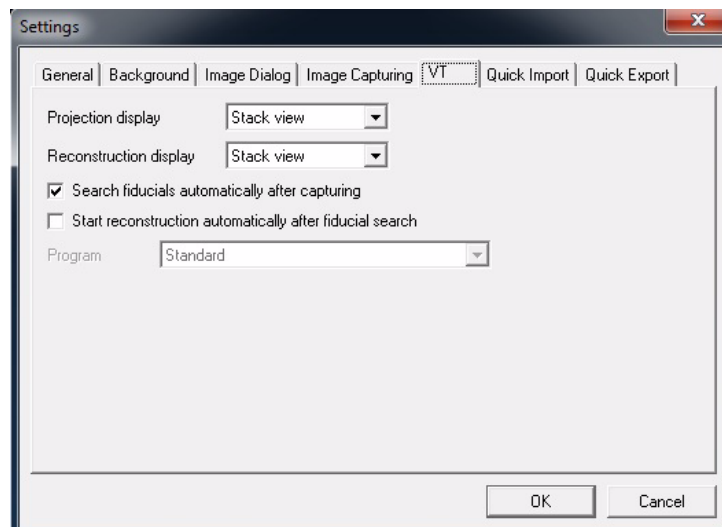 Settings
General Background Image Dialog Image Capturing VT Quick Import Quick Export
Projection display Stack view
Reconstruction display Stack view
Search fiducials automatically after capturing
Start reconstruction automatically after fiducial search
Program Standard
OK Cancel